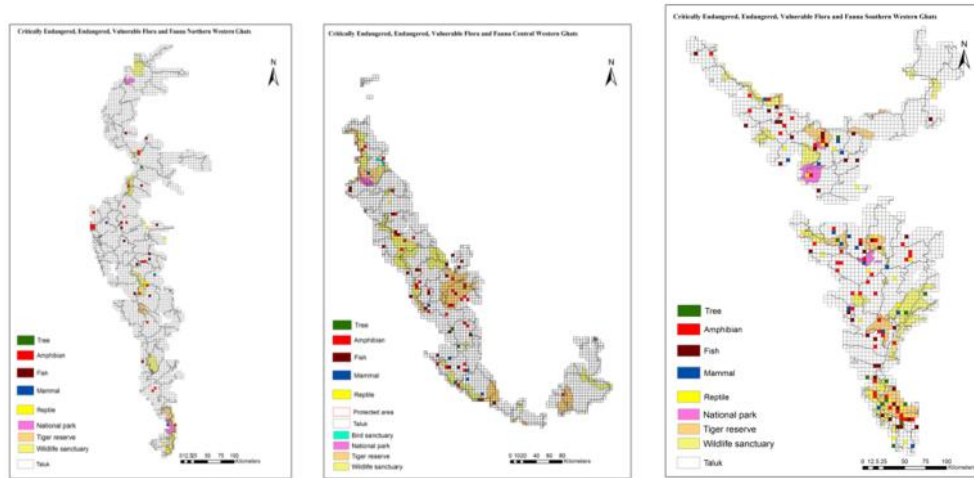 Critically Endangered, Endangered, Vulnerable Flora and Fauna Northern Western Ghats
N
Tree
Amphibian
Fish
Mammal
Reptile
National park
Tiger reserve
Wildlife sanctuary
Taluk
Kilometers
Critically Endangered, Endangered, Vulnerable Flora and Fauna Central Western Ghats
N
Tree
Amphibian
Fish
Mammal
Reptile
Protected area
Taluk
Bird sanctuary
National park
Tiger reserve
Wildlife sanctuary
0 10 20 40 60 80
Kilometers
Critically Endangered, Endangered, Vulnerable Flora and Fauna Southern Western Ghats
N
Tree
Amphibian
Fish
Mammal
Reptile
National park
Tiger reserve
Wildlife sanctuary
Taluk
0 12.5 25 50 75 100
Kilometers